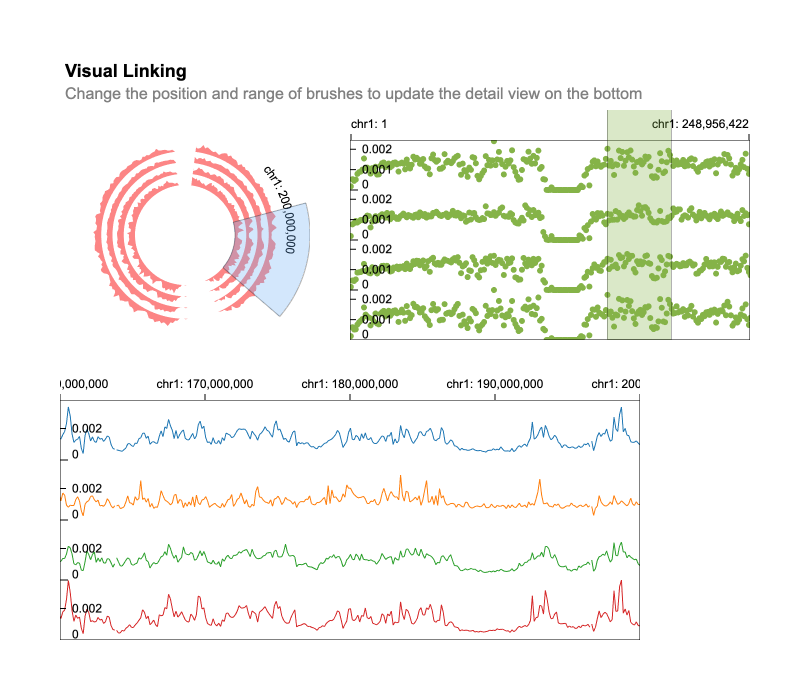 Visual Linking
Change the position and range of brushes to update the detail view on the bottom
chr1: 200,000,000
chr1: 1
chr1: 248,956,422
0.002
0.001
0
0.002
0.001
0
0.002
0.001
0
0.002
0.001
0
0,000,000
chr1: 170,000,000
chr1: 180,000,000
chr1: 190,000,000
chr1: 200
0.002
0
0.002
0
0.002
0
0.002
0